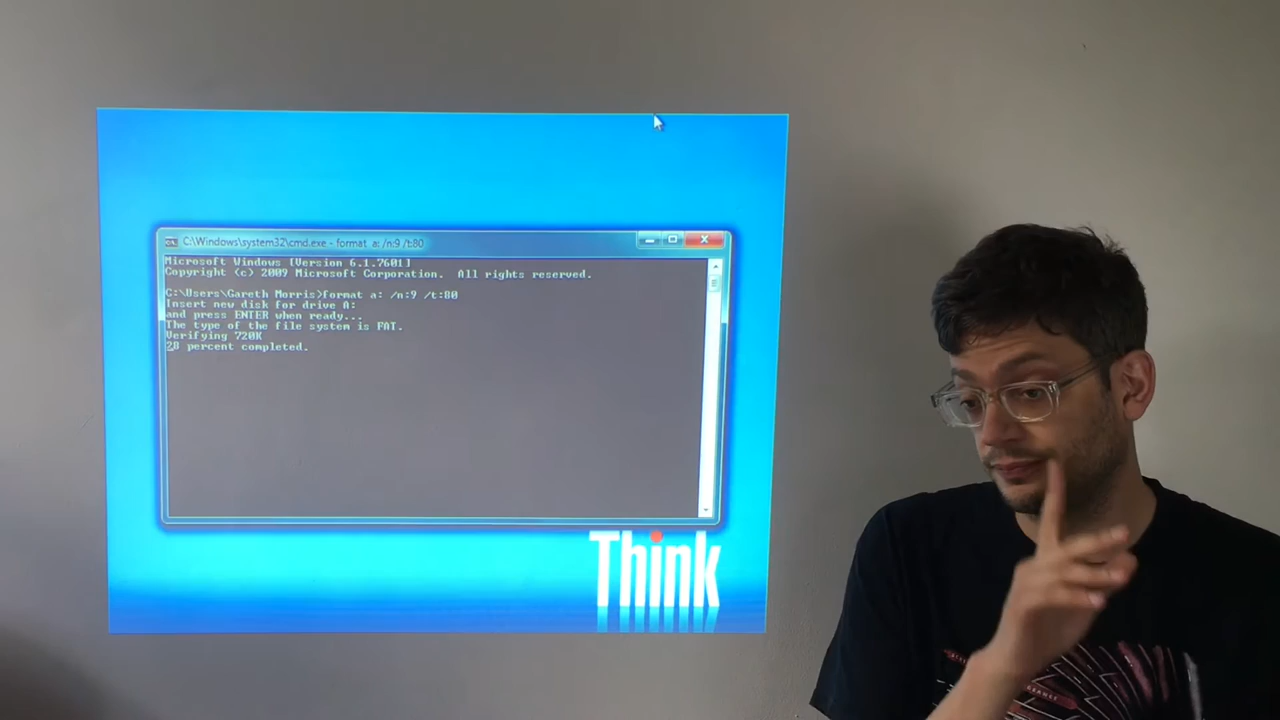 C:\Windows\system32\cmd.exe - format a: /n:9 /t:80
Microsoft Windows [Version 6.1.7601]
Copyright (c) 2009 Microsoft Corporation.  All rights reserved.
C:\Users\Gareth Morris>format a: /n:9 /t:80
Insert new disk for drive A:
and press ENTER when ready...
The type of the file system is FAT.
Verifying 720K
28 percent completed.
Think